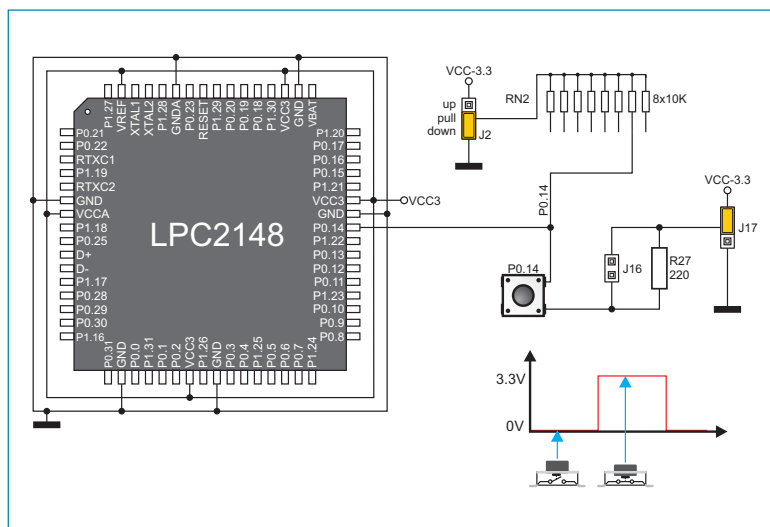 P1.27
VREF
XTAL1
XTAL2
P1.28
GNDA
P0.23
RESET
P1.29
P0.20
P0.19
P0.18
P1.30
VCC3
GND
VBAT
P0.21
P0.22
RTXC1
P1.19
RTXC2
GND
VCCA
P1.18
P0.25
D+
D-
P1.17
P0.28
P0.29
P0.30
P1.16
LPC2148
P1.20
P0.17
P0.16
P0.15
P1.21
VCC3
GND
P0.14
P1.22
P0.13
P0.12
P0.11
P1.23
P0.10
P0.9
P0.8
P0.31
GND
P0.0
P1.31
P0.1
P0.2
VCC3
P1.26
GND
P0.3
P0.4
P1.25
P0.5
P0.6
P0.7
P1.24
VCC3
VCC-3.3
up
pull
down
J2
RN2
8x10K
P0.14
VCC-3.3
J17
P0.14
J16
R27
220
3.3V
0V